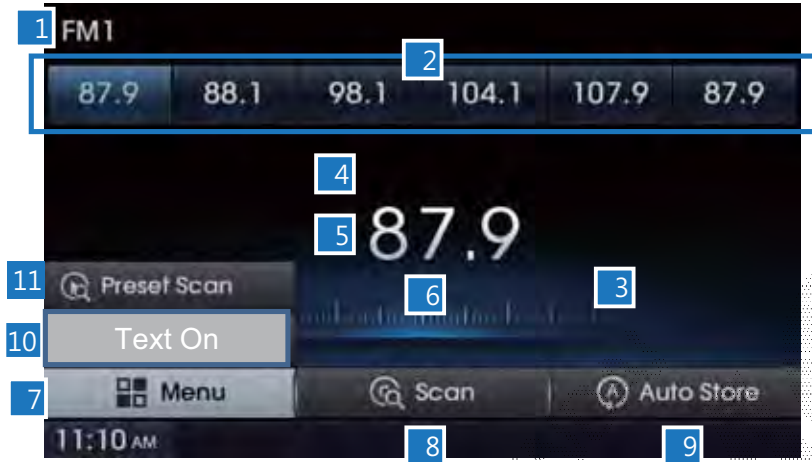 1 FM1
2
87.9 88.1 98.1 104.1 107.9 87.9
4
5 87.9
11 Preset Scan
6 3
10 Text On
7 Menu Scan Auto Store
11:10 AM 8 9